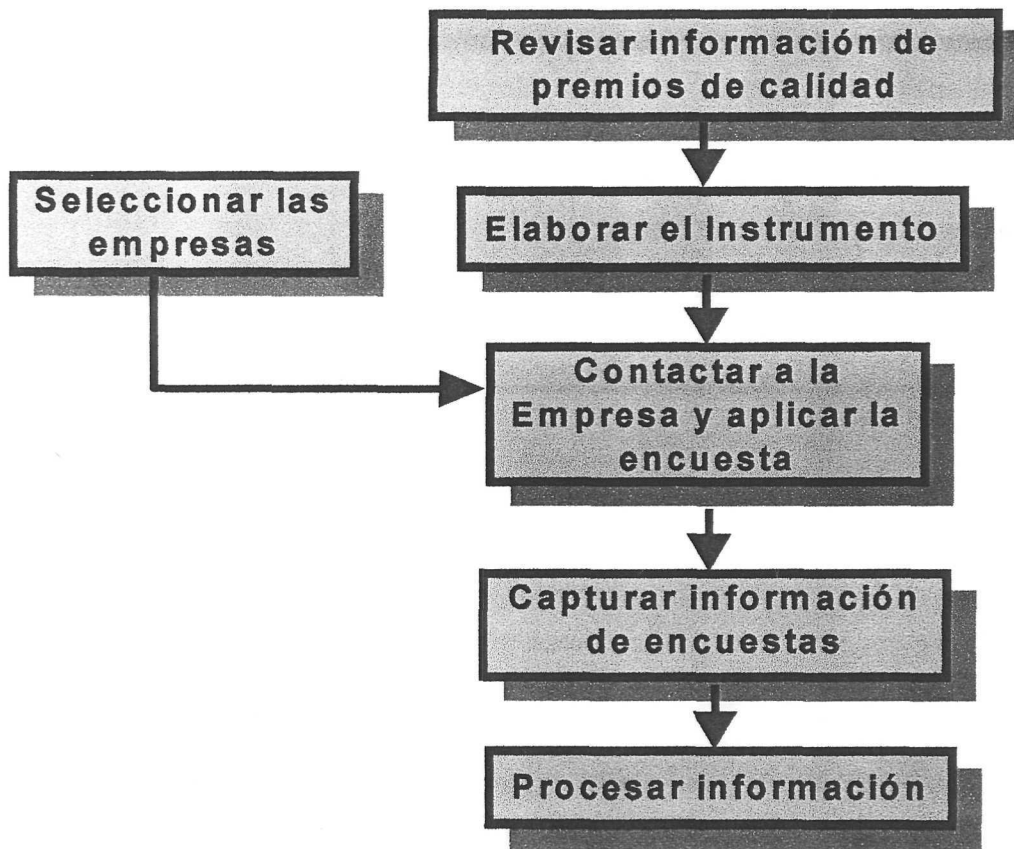 Revisar información de
premios de calidad
Seleccionar las
empresas
Elaborar el Instrumento
Contactar a la
Empresa y aplicar la
encuesta
Capturar información
de encuestas
Procesar información